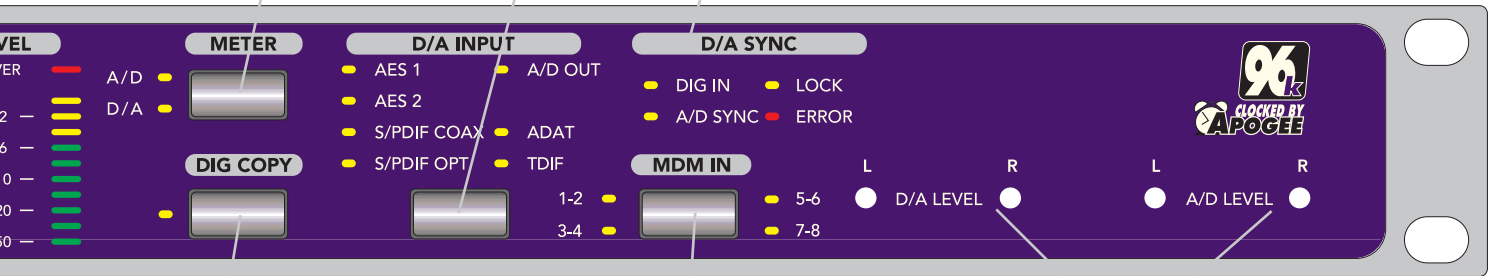 METER
D/A INPUT
D/A SYNC
A/D
D/A
AES 1
A/D OUT
AES 2
S/PDIF COAX
ADAT
S/PDIF OPT
TDIF
DIG IN
LOCK
A/D SYNC
ERROR
96k
CLOCKED BY
APOGEE
DIG COPY
MDM IN
1-2
5-6
3-4
7-8
L
R
D/A LEVEL
L
R
A/D LEVEL